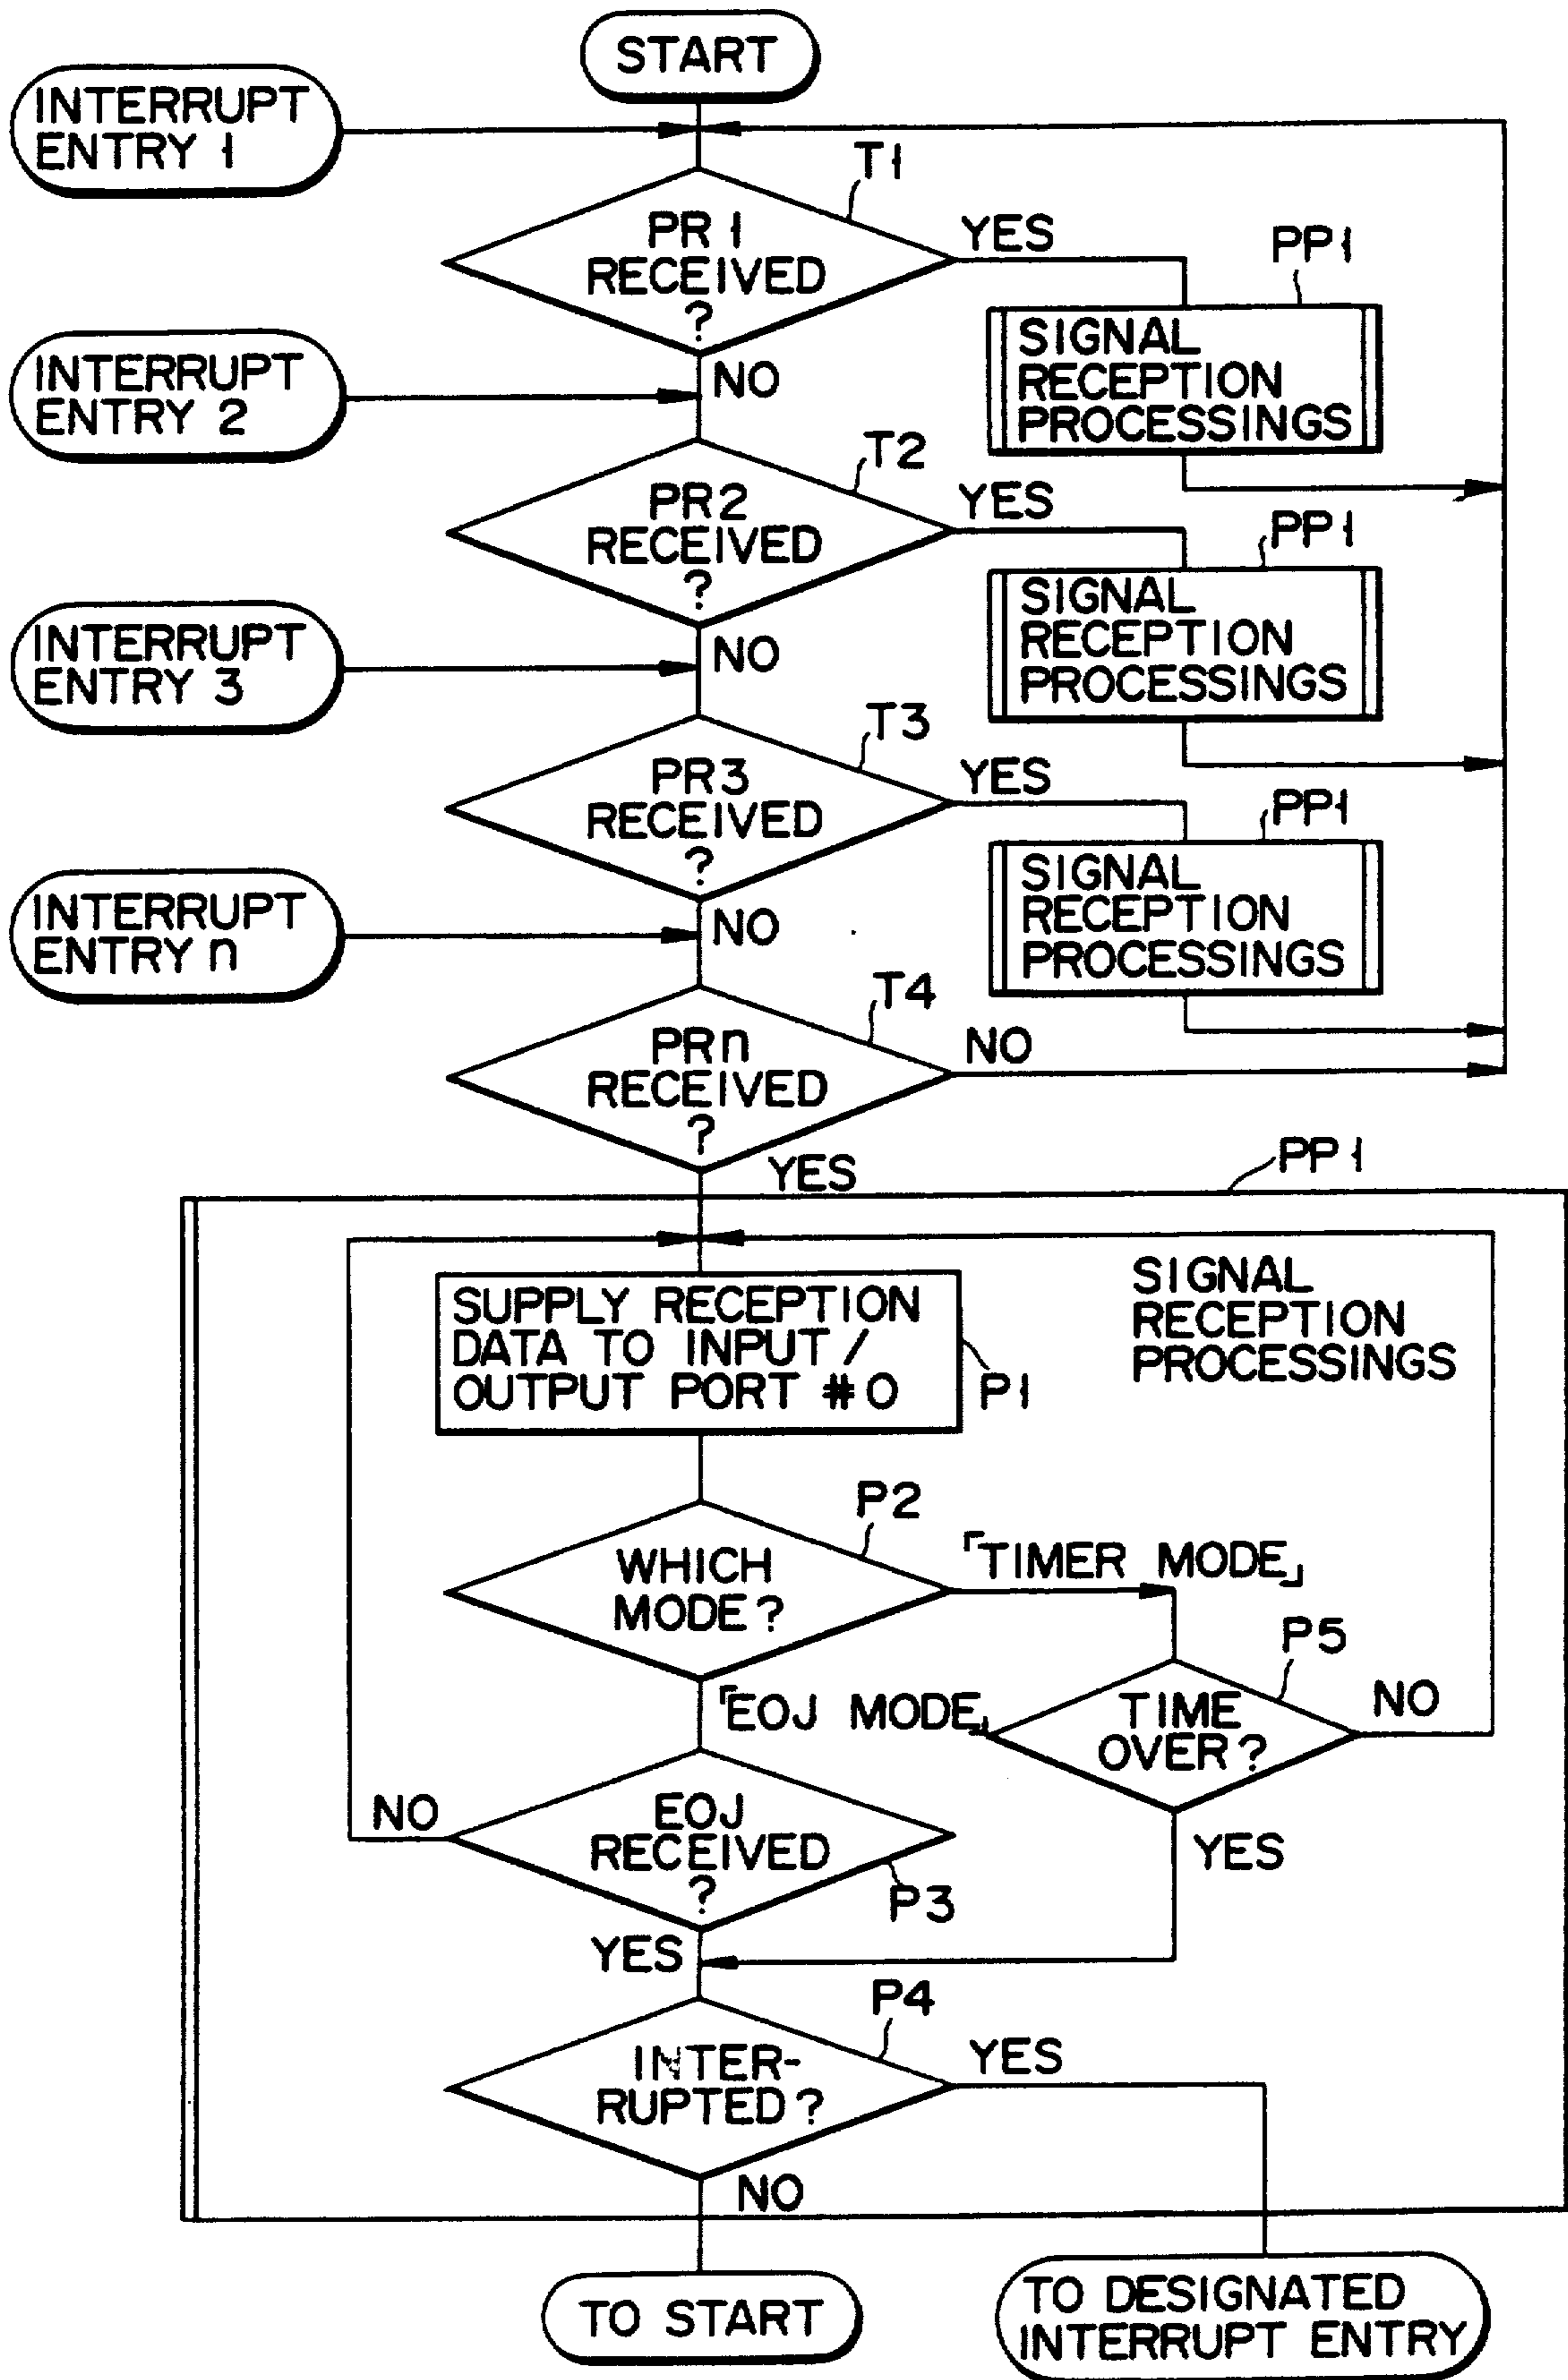 START
INTERRUPT
ENTRY 1
T1
PR1
RECEIVED
?
YES
PP1
SIGNAL
RECEPTION
PROCESSINGS
NO
INTERRUPT
ENTRY 2
T2
PR2
RECEIVED
?
YES
PP1
SIGNAL
RECEPTION
PROCESSINGS
NO
INTERRUPT
ENTRY 3
T3
PR3
RECEIVED
?
YES
PP1
SIGNAL
RECEPTION
PROCESSINGS
NO
INTERRUPT
ENTRY n
T4
PRn
RECEIVED
?
NO
YES
PP1
SIGNAL
RECEPTION
PROCESSINGS
SUPPLY RECEPTION
DATA TO INPUT/
OUTPUT PORT #0
P1
P2
WHICH
MODE?
「TIMER MODE」
P5
TIME
OVER?
NO
YES
「EOJ MODE」
EOJ
RECEIVED
?
NO
P3
YES
P4
INTER-
RUPTED?
YES
NO
TO START
TO DESIGNATED
INTERRUPT ENTRY